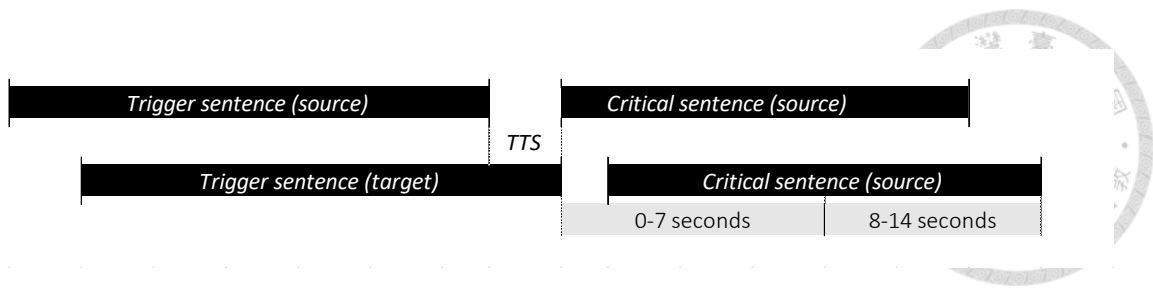 Trigger sentence (source) Critical sentence (source)
TTS
Trigger sentence (target) Critical sentence (source)
0-7 seconds 8-14 seconds